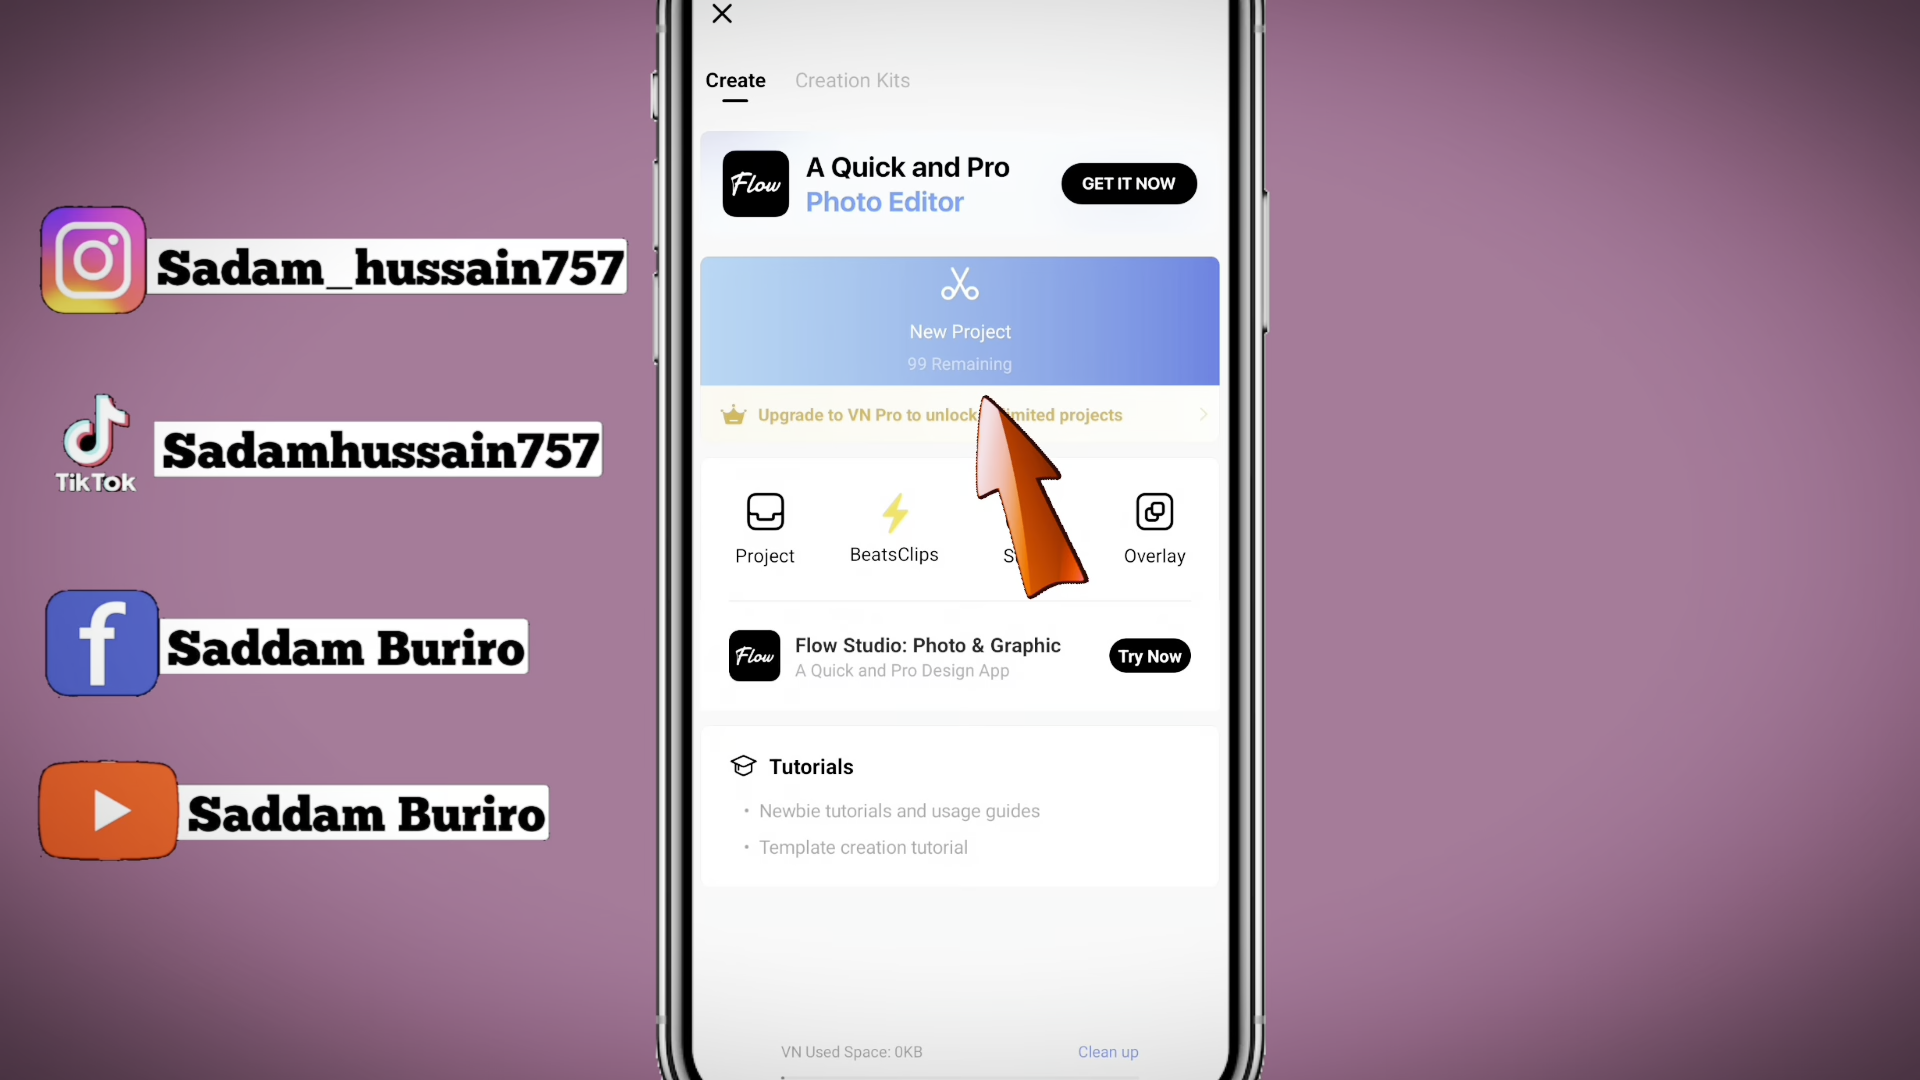 Create Creation Kits
Flow
A Quick and Pro
Photo Editor
GET IT NOW
New Project
99 Remaining
Upgrade to VN Pro to unlock projects
Project
BeatsClips
Overlay
Flow
Flow Studio: Photo & Graphic
A Quick and Pro Design App
Try Now
Tutorials
• Newbie tutorials and usage guides
• Template creation tutorial
VN Used Space: 0KB
Clean up
Sadam_hussain757
TikTok
Sadamhussain757
Saddam Buriro
Saddam Buriro